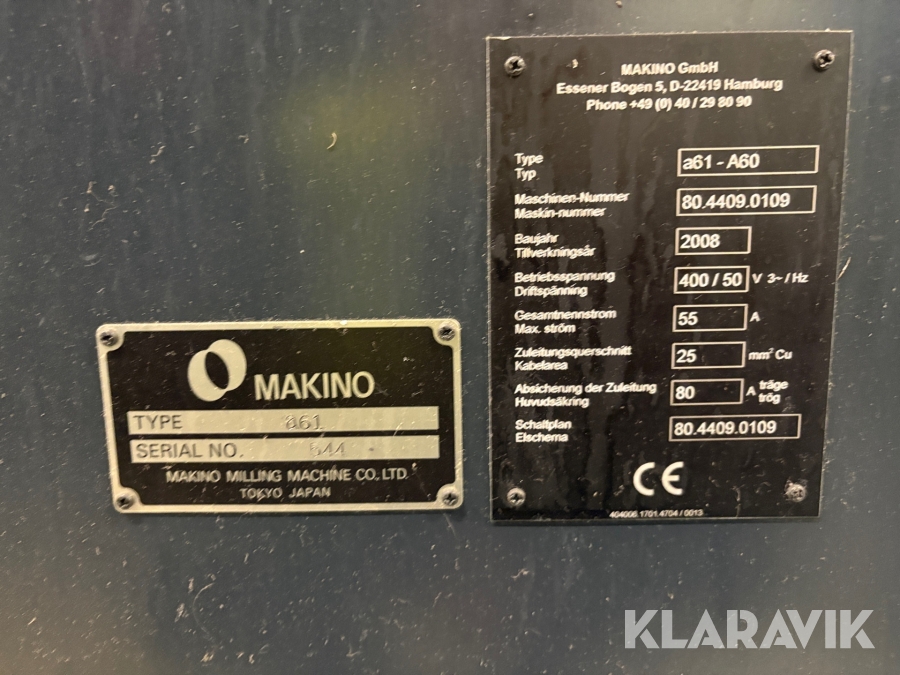 MAKINO
TYPE a61
SERIAL NO. 544
MAKINO MILLING MACHINE CO., LTD.
TOKYO JAPAN
MAKINO GmbH
Essener Bogen 5, D-22419 Hamburg
Phone +49 (0) 40 / 29 80 90
Type
Typ
a61 - A60
Maschinen-Nummer
Maskin-nummer
80.4409.0109
Baujahr
Tillverkningsår
2008
Betriebsspannung
Driftspänning
400 / 50 V 3~ / Hz
Gesamtnennstrom
Max. ström
55 A
Zuleitungsquerschnitt
Kabelarea
25 mm² Cu
Absicherung der Zuleitung
Huvudsäkring
80 A träge
trög
Schaltplan
Elschema
80.4409.0109
CE
404006.1701.4704 / 0013
KLARAVIK